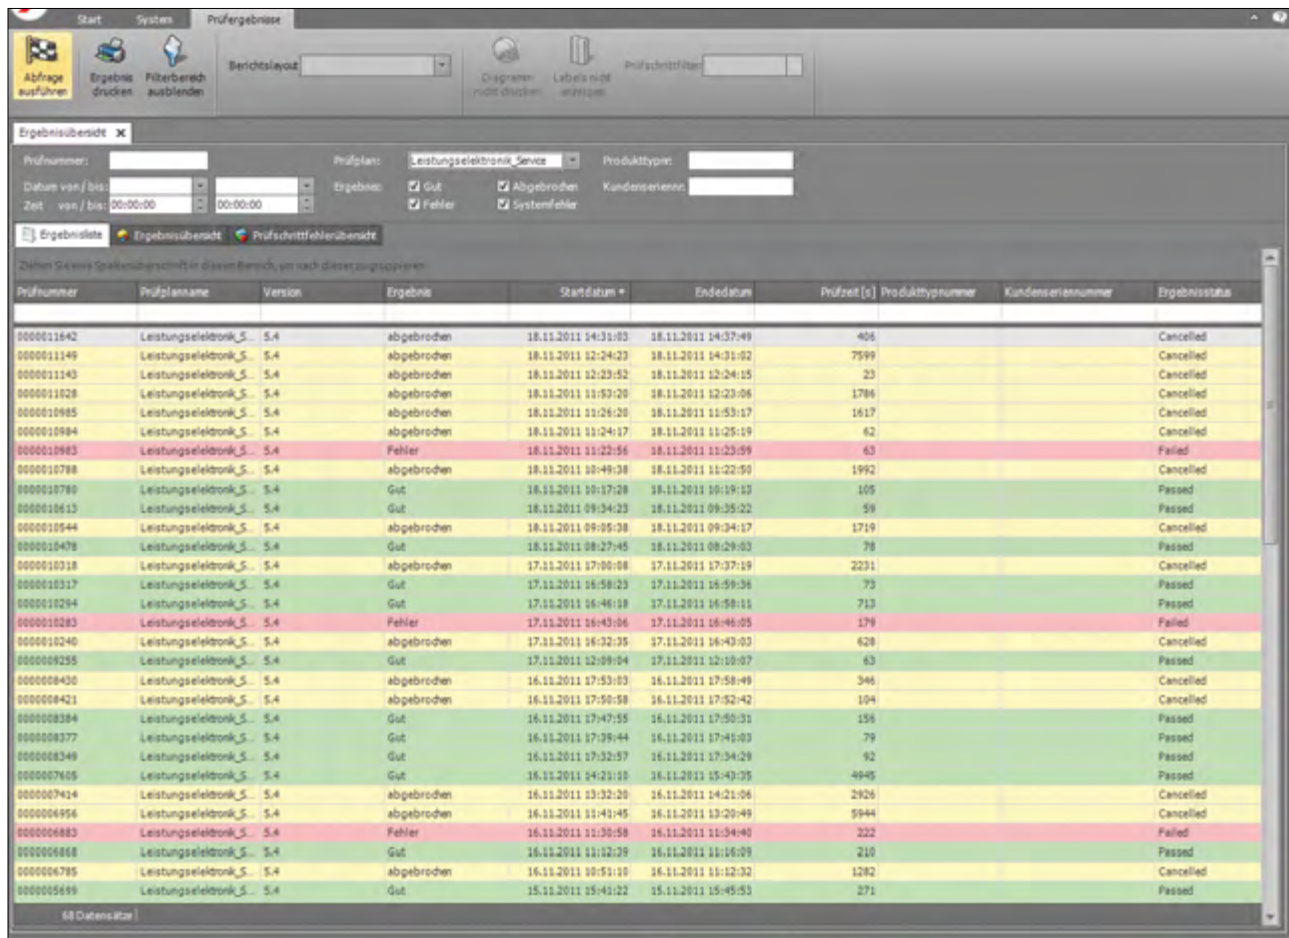 Start System Prüfergebnisse
Abfrage ausführen Ergebnis drucken Filterbereich ausblenden Berichtslayout Diagramm nicht drucken Labels nicht anzeigen Prüfschrittfilter
Ergebnisübersicht
Prüfnummer: Prüfplan: Leistungselektronik_Service Produkttypnr:
Datum von / bis: Ergebnis: Gut Abgebrochen Kundenseriennr:
Zeit von / bis: 00:00:00 00:00:00 Fehler Systemfehler
Ergebnisliste Ergebnisübersicht Prüfschrittfehlerübersicht
Ziehen Sie eine Spaltenüberschrift in diesen Bereich, um nach dieser zu gruppieren
Prüfnummer Prüfplanname Version Ergebnis Startdatum Endedatum Prüfzeit [s] Produkttypnummer Kundenseriennummer Ergebnisstatus
0000011642 Leistungselektronik_S... 5.4 abgebrochen 18.11.2011 14:31:03 18.11.2011 14:37:49 406 Cancelled
0000011149 Leistungselektronik_S... 5.4 abgebrochen 18.11.2011 12:24:23 18.11.2011 14:31:02 7599 Cancelled
0000011143 Leistungselektronik_S... 5.4 abgebrochen 18.11.2011 12:23:52 18.11.2011 12:24:15 23 Cancelled
0000011028 Leistungselektronik_S... 5.4 abgebrochen 18.11.2011 11:53:20 18.11.2011 12:23:06 1786 Cancelled
0000010985 Leistungselektronik_S... 5.4 abgebrochen 18.11.2011 11:26:20 18.11.2011 11:53:17 1617 Cancelled
0000010984 Leistungselektronik_S... 5.4 abgebrochen 18.11.2011 11:24:17 18.11.2011 11:25:19 62 Cancelled
0000010983 Leistungselektronik_S... 5.4 Fehler 18.11.2011 11:22:56 18.11.2011 11:23:59 63 Failed
0000010788 Leistungselektronik_S... 5.4 abgebrochen 18.11.2011 10:49:38 18.11.2011 11:22:50 1992 Cancelled
0000010780 Leistungselektronik_S... 5.4 Gut 18.11.2011 10:17:28 18.11.2011 10:19:13 105 Passed
0000010613 Leistungselektronik_S... 5.4 Gut 18.11.2011 09:34:23 18.11.2011 09:35:22 59 Passed
0000010544 Leistungselektronik_S... 5.4 abgebrochen 18.11.2011 09:05:38 18.11.2011 09:34:17 1719 Cancelled
0000010478 Leistungselektronik_S... 5.4 Gut 18.11.2011 08:27:45 18.11.2011 08:29:03 78 Passed
0000010318 Leistungselektronik_S... 5.4 abgebrochen 17.11.2011 17:00:08 17.11.2011 17:37:19 2231 Cancelled
0000010317 Leistungselektronik_S... 5.4 Gut 17.11.2011 16:58:23 17.11.2011 16:59:36 73 Passed
0000010294 Leistungselektronik_S... 5.4 Gut 17.11.2011 16:46:18 17.11.2011 16:58:11 713 Passed
0000010283 Leistungselektronik_S... 5.4 Fehler 17.11.2011 16:43:06 17.11.2011 16:46:05 179 Failed
0000010240 Leistungselektronik_S... 5.4 abgebrochen 17.11.2011 16:32:35 17.11.2011 16:43:03 628 Cancelled
0000009255 Leistungselektronik_S... 5.4 Gut 17.11.2011 12:09:04 17.11.2011 12:10:07 63 Passed
0000008430 Leistungselektronik_S... 5.4 abgebrochen 16.11.2011 17:53:03 16.11.2011 17:58:49 346 Cancelled
0000008421 Leistungselektronik_S... 5.4 abgebrochen 16.11.2011 17:50:58 16.11.2011 17:52:42 104 Cancelled
0000008384 Leistungselektronik_S... 5.4 Gut 16.11.2011 17:47:55 16.11.2011 17:50:31 156 Passed
0000008377 Leistungselektronik_S... 5.4 Gut 16.11.2011 17:39:44 16.11.2011 17:41:03 79 Passed
0000008349 Leistungselektronik_S... 5.4 Gut 16.11.2011 17:32:57 16.11.2011 17:34:29 92 Passed
0000007605 Leistungselektronik_S... 5.4 Gut 16.11.2011 14:21:10 16.11.2011 15:43:35 4945 Passed
0000007414 Leistungselektronik_S... 5.4 abgebrochen 16.11.2011 13:32:20 16.11.2011 14:21:06 2926 Cancelled
0000006956 Leistungselektronik_S... 5.4 abgebrochen 16.11.2011 11:41:45 16.11.2011 13:20:49 5944 Cancelled
0000006883 Leistungselektronik_S... 5.4 Fehler 16.11.2011 11:30:58 16.11.2011 11:34:40 222 Failed
0000006868 Leistungselektronik_S... 5.4 Gut 16.11.2011 11:12:39 16.11.2011 11:16:09 210 Passed
0000006785 Leistungselektronik_S... 5.4 abgebrochen 16.11.2011 10:51:10 16.11.2011 11:12:32 1282 Cancelled
0000005699 Leistungselektronik_S... 5.4 Gut 15.11.2011 15:41:22 15.11.2011 15:45:53 271 Passed
68 Datensätze